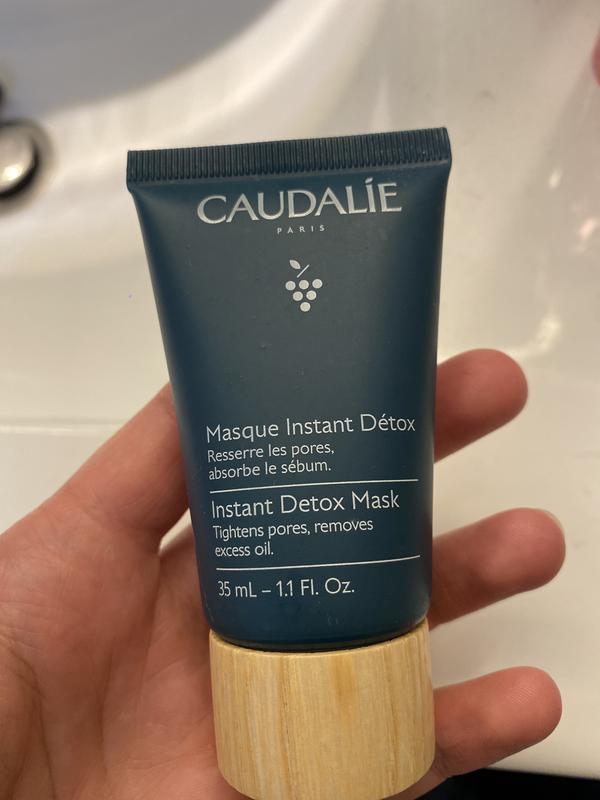 CAUDALÍE
PARIS
Masque Instant Détox
Resserre les pores,
absorbe le sébum.
Instant Detox Mask
Tightens pores, removes
excess oil.
35 mL – 1.1 Fl. Oz.